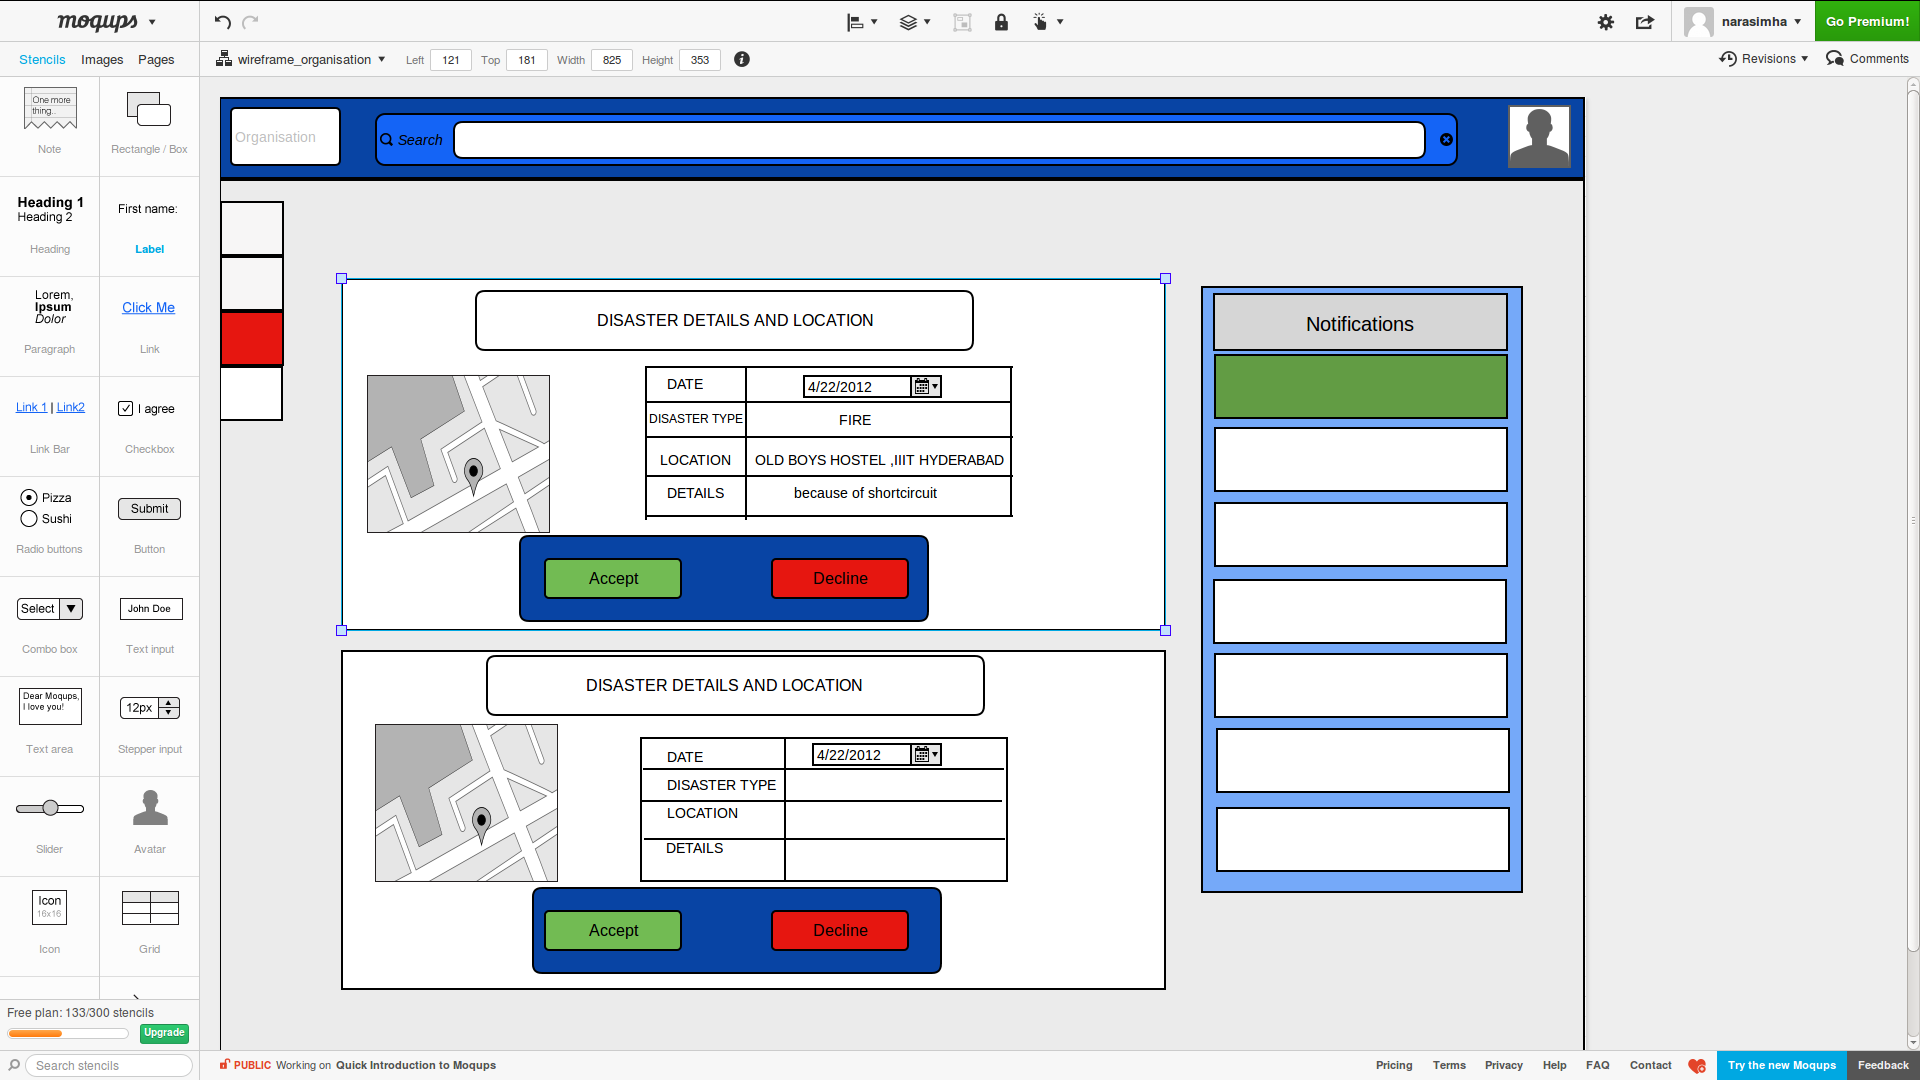 moqups
narasimha
Go Premium!
Stencils Images Pages
wireframe_organisation Left 121 Top 181 Width 825 Height 353
Revisions Comments
One more
thing..
Note
Rectangle / Box
Heading 1
Heading 2
Heading
First name:
Label
Lorem,
Ipsum
Dolor
Paragraph
Click Me
Link
Link 1 | Link2
Link Bar
I agree
Checkbox
Pizza
Sushi
Radio buttons
Submit
Button
Select
Combo box
John Doe
Text input
Dear Moqups,
I love you!
Text area
12px
Stepper input
Slider
Avatar
Icon
16x16
Icon
Grid
Free plan: 133/300 stencils
Upgrade
Search stencils
Organisation
Search
DISASTER DETAILS AND LOCATION
DATE 4/22/2012
DISASTER TYPE FIRE
LOCATION OLD BOYS HOSTEL ,IIIT HYDERABAD
DETAILS because of shortcircuit
Accept Decline
DISASTER DETAILS AND LOCATION
DATE 4/22/2012
DISASTER TYPE
LOCATION
DETAILS
Accept Decline
Notifications
PUBLIC Working on Quick Introduction to Moqups
Pricing Terms Privacy Help FAQ Contact
Try the new Moqups
Feedback